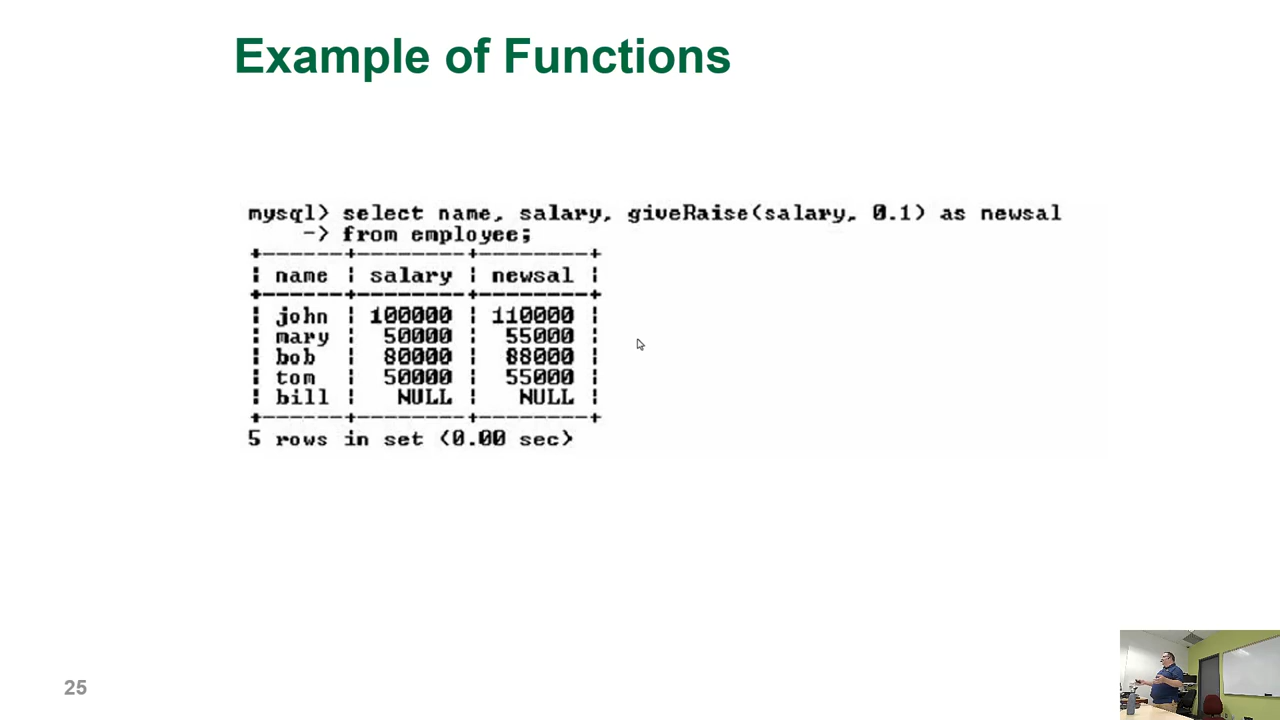 Example of Functions
mysql> select name, salary, giveRaise(salary, 0.1) as newsal
-> from employee;
+------+--------+--------+
| name | salary | newsal |
+------+--------+--------+
| john | 100000 | 110000 |
| mary | 50000 | 55000 |
| bob | 80000 | 88000 |
| tom | 50000 | 55000 |
| bill | NULL | NULL |
+------+--------+--------+
5 rows in set (0.00 sec)
25